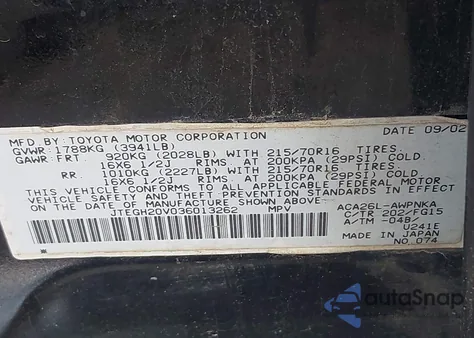 MFD. BY: TOYOTA MOTOR CORPORATION DATE 09/02
GVWR: 1788KG (3941LB)
GAWR: FRT. 920KG (2028LB) WITH 215/70R16 TIRES.
16X6 1/2J RIMS. AT 200KPA (29PSI) COLD
RR. 1010KG (2227LB) WITH 215/70R16 TIRES.
16X6 1/2J RIMS. AT 200KPA (29PSI) COLD.
THIS VEHICLE CONFORMS TO ALL APPLICABLE FEDERAL MOTOR
VEHICLE SAFETY AND THEFT PREVENTION STANDARDS IN EFFECT
ON THE DATE OF MANUFACTURE SHOWN ABOVE.
JTEGH20V036013262 MPV
ACA26L-AWPNKA
C/TR 202/FG15
A/TM -04B/
U241E
MADE IN JAPAN
NO. 074
autoSnap